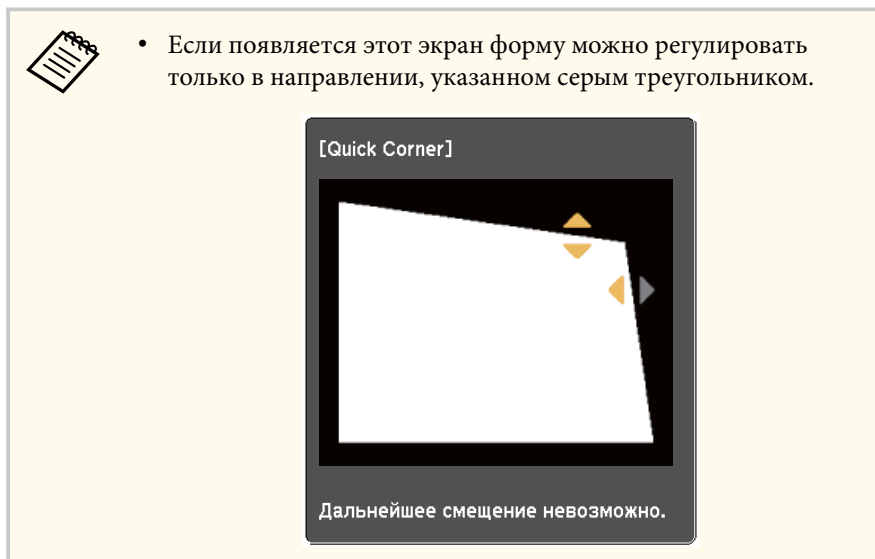 • Если появляется этот экран форму можно регулировать
только в направлении, указанном серым треугольником.
[Quick Corner]
Дальнейшее смещение невозможно.